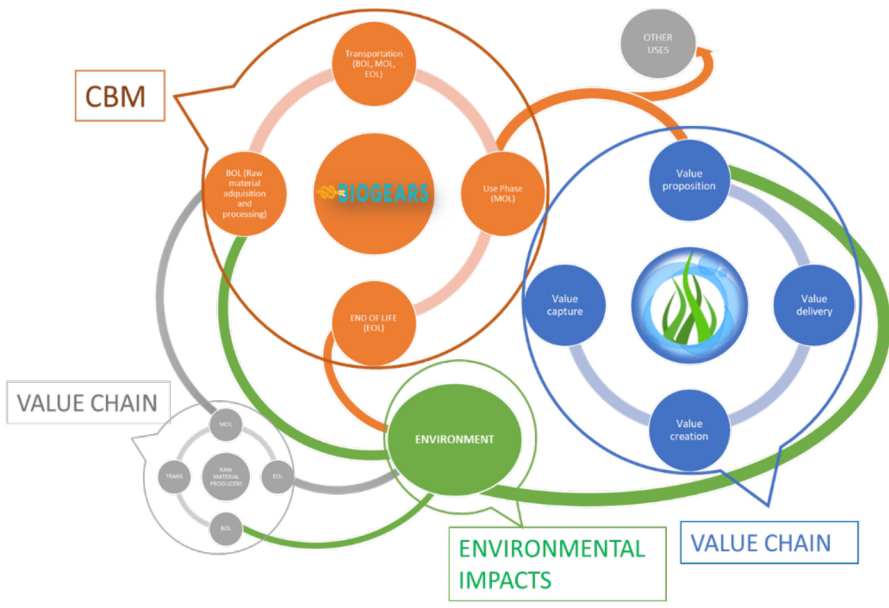 CBM
Transportation
(BOL, MOL,
EOL)
OTHER
USES
BOL (Raw
material
adquisition
and
processing)
BIOGEARS
Use Phase
(MOL)
END OF LIFE
(EOL)
Value
proposition
Value
capture
Value
delivery
Value
creation
VALUE CHAIN
MOL
TRANS
RAW
MATERIAL
PRODUCERS
EOL
BOL
ENVIRONMENT
ENVIRONMENTAL
IMPACTS
VALUE CHAIN